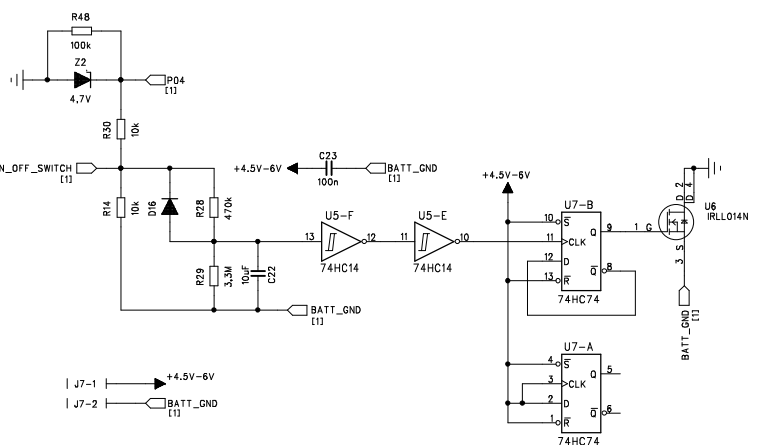 R48
100k
Z2
4,7V
P04
[1]
R30
10k
N_OFF_SWITCH
[1]
+4.5V-6V
C23
100n
BATT_GND
[1]
R14
10k
D16
R28
470k
R29
3,3M
10uF
C22
13
U5-F
12
74HC14
11
U5-E
10
74HC14
BATT_GND
[1]
+4.5V-6V
U7-B
10
S
Q
9
11
CLK
12
D
13
R
Q
8
74HC74
1
G
D
2
D
4
U6
IRLL014N
S
3
BATT_GND
[1]
U7-A
4
S
Q
5
3
CLK
2
D
1
R
Q
6
74HC74
J7-1
+4.5V-6V
J7-2
BATT_GND
[1]